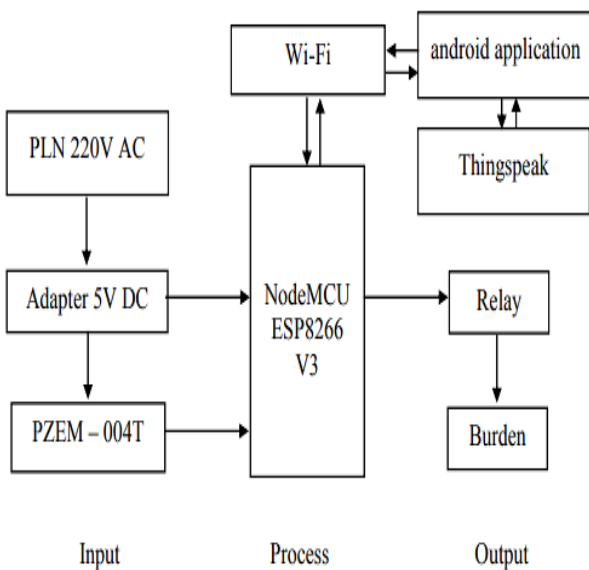 Wi-Fi
android application
PLN 220V AC
Thingspeak
Adapter 5V DC
NodeMCU
ESP8266
V3
Relay
PZEM – 004T
Burden
Input
Process
Output